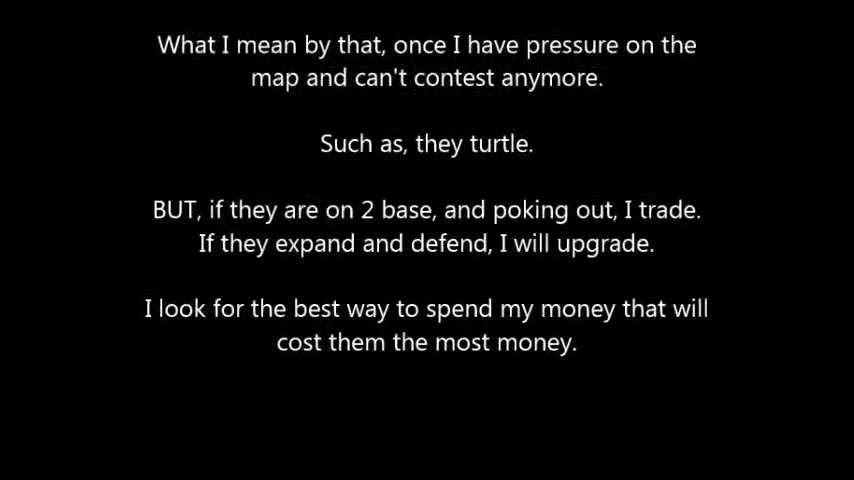 What I mean by that, once I have pressure on the
map and can't contest anymore.
Such as, they turtle.
BUT, if they are on 2 base, and poking out, I trade.
If they expand and defend, I will upgrade.
I look for the best way to spend my money that will
cost them the most money.